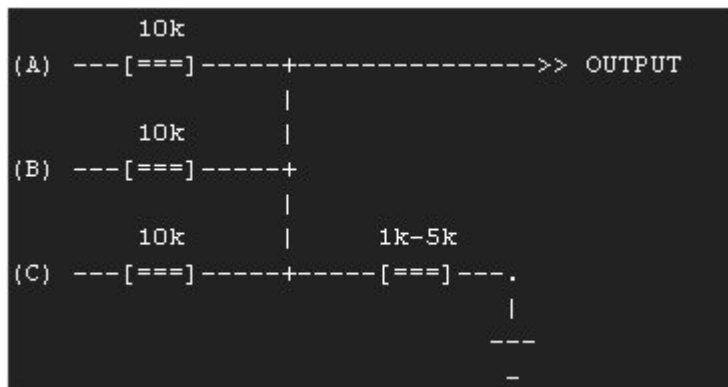 10k
(A) ---[===]-----+--------------->> OUTPUT
|
10k |
(B) ---[===]-----+
|
10k | 1k-5k
(C) ---[===]-----+-----[===]---.
|
---
_